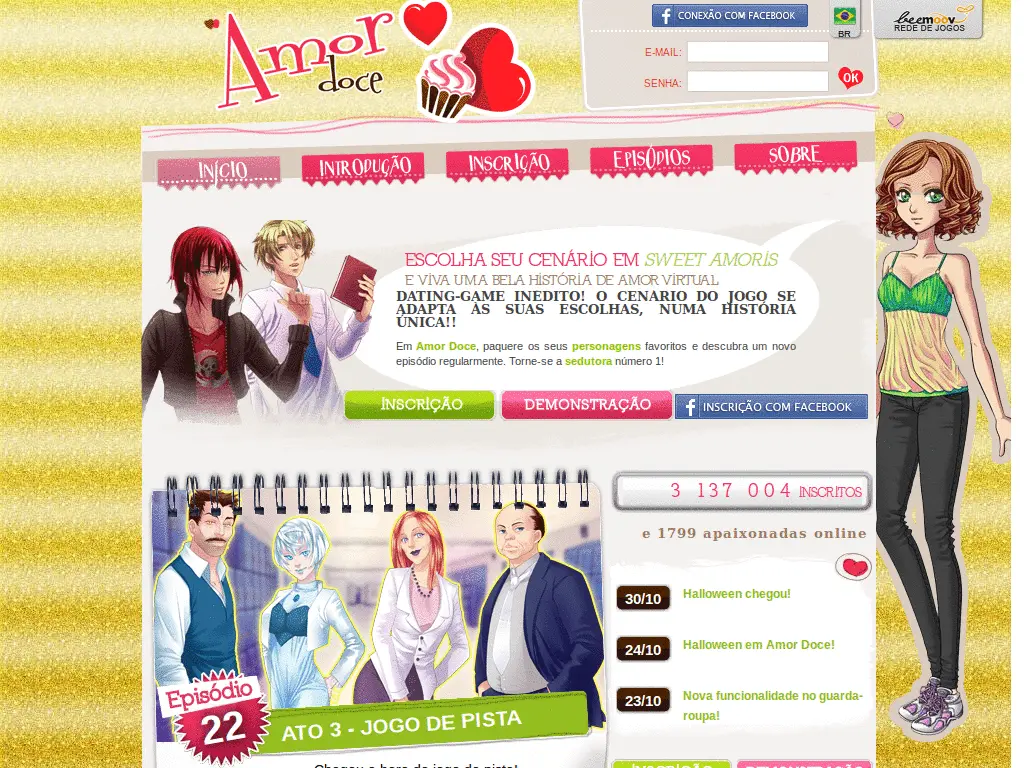 Amor
doce
CONEXÃO COM FACEBOOK
BR
beemoov
REDE DE JOGOS
E-MAIL:
SENHA:
OK
INÍCIO
INTRODUÇÃO
INSCRIÇÃO
EPISÓDIOS
SOBRE
ESCOLHA SEU CENÁRIO EM SWEET AMORIS
E VIVA UMA BELA HISTÓRIA DE AMOR VIRTUAL
DATING-GAME INEDITO! O CENARIO DO JOGO SE
ADAPTA ÀS SUAS ESCOLHAS, NUMA HISTÓRIA
ÚNICA!!
Em Amor Doce, paquere os seus personagens favoritos e descubra um novo
episódio regularmente. Torne-se a sedutora número 1!
INSCRIÇÃO
DEMONSTRAÇÃO
INSCRIÇÃO COM FACEBOOK
3 137 004 INSCRITOS
e 1799 apaixonadas online
30/10 Halloween chegou!
24/10 Halloween em Amor Doce!
23/10 Nova funcionalidade no guarda-
roupa!
Episódio
22
ATO 3 - JOGO DE PISTA
Chegou a hora do jogo de pista!
INSCRIÇÃO
DEMONSTRAÇÃO